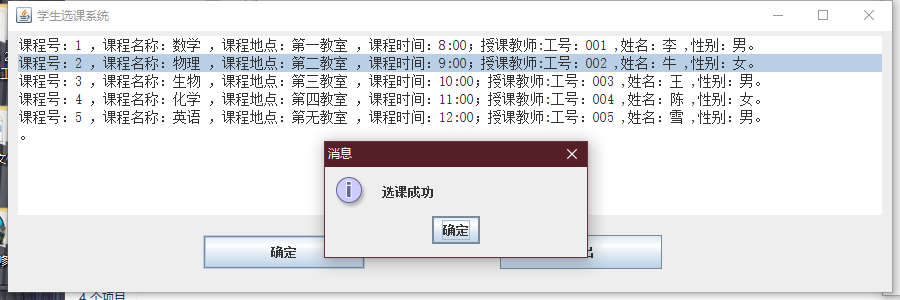 学生选课系统
课程号：1 ，课程名称：数学 ，课程地点：第一教室 ，课程时间：8:00；授课教师:工号：001 ,姓名：李 ,性别：男。
课程号：2 ，课程名称：物理 ，课程地点：第二教室 ，课程时间：9:00；授课教师:工号：002 ,姓名：牛 ,性别：女。
课程号：3 ，课程名称：生物 ，课程地点：第三教室 ，课程时间：10:00；授课教师:工号：003 ,姓名：王 ,性别：男。
课程号：4 ，课程名称：化学 ，课程地点：第四教室 ，课程时间：11:00；授课教师:工号：004 ,姓名：陈 ,性别：女。
课程号：5 ，课程名称：英语 ，课程地点：第无教室 ，课程时间：12:00；授课教师:工号：005 ,姓名：雪 ,性别：男。
。
消息
选课成功
确定
确定
出
4 个项目